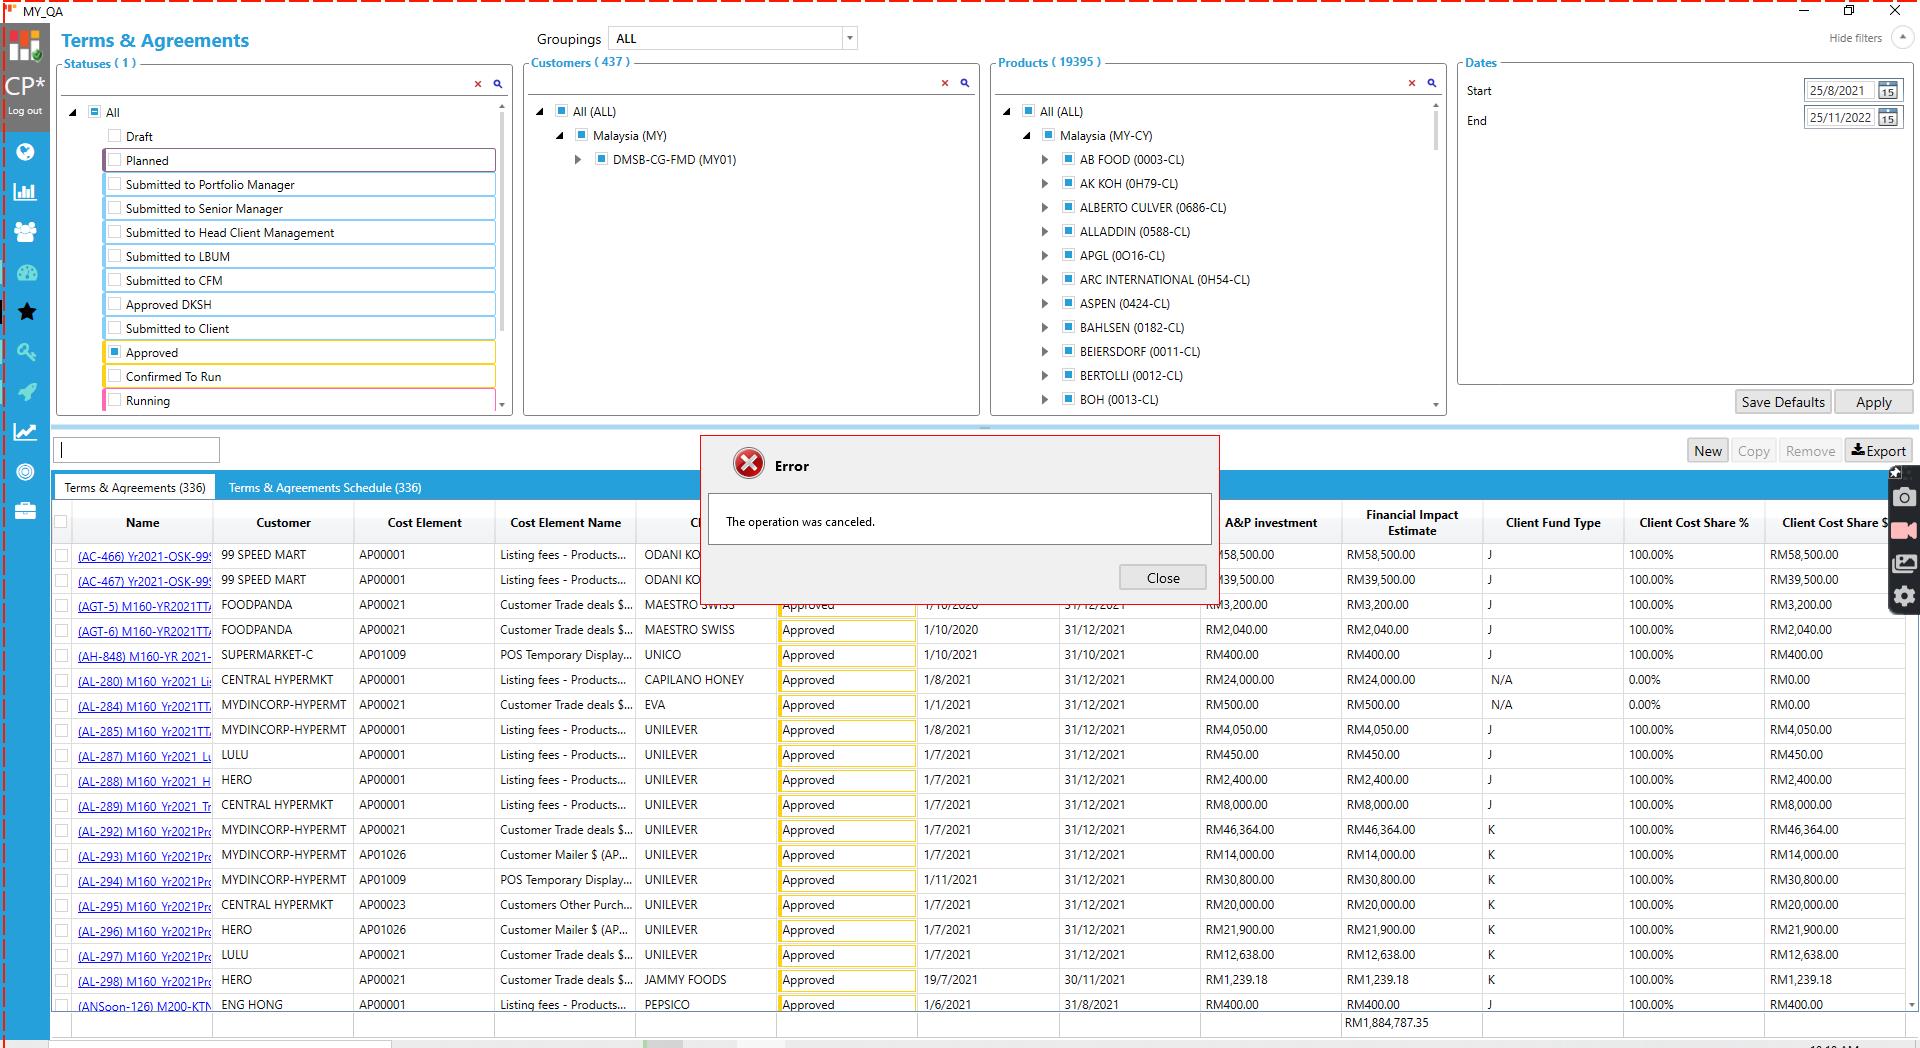 MY_QA
CP*
Log out
Terms & Agreements
Groupings ALL
Hide filters
Statuses ( 1 )
All
Draft
Planned
Submitted to Portfolio Manager
Submitted to Senior Manager
Submitted to Head Client Management
Submitted to LBUM
Submitted to CFM
Approved DKSH
Submitted to Client
Approved
Confirmed To Run
Running
Customers ( 437 )
All (ALL)
Malaysia (MY)
DMSB-CG-FMD (MY01)
Products ( 19395 )
All (ALL)
Malaysia (MY-CY)
AB FOOD (0003-CL)
AK KOH (0H79-CL)
ALBERTO CULVER (0686-CL)
ALLADDIN (0588-CL)
APGL (0O16-CL)
ARC INTERNATIONAL (0H54-CL)
ASPEN (0424-CL)
BAHLSEN (0182-CL)
BEIERSDORF (0011-CL)
BERTOLLI (0012-CL)
BOH (0013-CL)
Dates
Start 25/8/2021 15
End 25/11/2022 15
Save Defaults Apply
New Copy Remove Export
Error
The operation was canceled.
Close
Terms & Agreements (336) Terms & Agreements Schedule (336)
Name Customer Cost Element Cost Element Name A&P investment Financial Impact Estimate Client Fund Type Client Cost Share % Client Cost Share $
(AC-466) Yr2021-OSK-99S 99 SPEED MART AP00001 Listing fees - Products... ODANI KO M58,500.00 RM58,500.00 J 100.00% RM58,500.00
(AC-467) Yr2021-OSK-99S 99 SPEED MART AP00001 Listing fees - Products... ODANI KO M39,500.00 RM39,500.00 J 100.00% RM39,500.00
(AGT-5) M160-YR2021TTA FOODPANDA AP00021 Customer Trade deals $... MAESTRO SWISS Approved 1/10/2020 31/12/2021 RM3,200.00 RM3,200.00 J 100.00% RM3,200.00
(AGT-6) M160-YR2021TTA FOODPANDA AP00021 Customer Trade deals $... MAESTRO SWISS Approved 1/10/2020 31/12/2021 RM2,040.00 RM2,040.00 J 100.00% RM2,040.00
(AH-848) M160-YR 2021- SUPERMARKET-C AP01009 POS Temporary Display... UNICO Approved 1/10/2021 31/10/2021 RM400.00 RM400.00 J 100.00% RM400.00
(AL-280) M160 Yr2021 Li CENTRAL HYPERMKT AP00001 Listing fees - Products... CAPILANO HONEY Approved 1/8/2021 31/12/2021 RM24,000.00 RM24,000.00 N/A 0.00% RM0.00
(AL-284) M160 Yr2021TT MYDINCORP-HYPERMT AP00021 Customer Trade deals $... EVA Approved 1/1/2021 31/12/2021 RM500.00 RM500.00 N/A 0.00% RM0.00
(AL-285) M160 Yr2021TT MYDINCORP-HYPERMT AP00001 Listing fees - Products... UNILEVER Approved 1/8/2021 31/12/2021 RM4,050.00 RM4,050.00 J 100.00% RM4,050.00
(AL-287) M160 Yr2021 Lu LULU AP00001 Listing fees - Products... UNILEVER Approved 1/7/2021 31/12/2021 RM450.00 RM450.00 J 100.00% RM450.00
(AL-288) M160 Yr2021 H HERO AP00001 Listing fees - Products... UNILEVER Approved 1/7/2021 31/12/2021 RM2,400.00 RM2,400.00 J 100.00% RM2,400.00
(AL-289) M160 Yr2021 Tr CENTRAL HYPERMKT AP00001 Listing fees - Products... UNILEVER Approved 1/7/2021 31/12/2021 RM8,000.00 RM8,000.00 J 100.00% RM8,000.00
(AL-292) M160 Yr2021Pro MYDINCORP-HYPERMT AP00021 Customer Trade deals $... UNILEVER Approved 1/7/2021 31/12/2021 RM46,364.00 RM46,364.00 K 100.00% RM46,364.00
(AL-293) M160 Yr2021Pro MYDINCORP-HYPERMT AP01026 Customer Mailer $ (AP... UNILEVER Approved 1/7/2021 31/12/2021 RM14,000.00 RM14,000.00 K 100.00% RM14,000.00
(AL-294) M160 Yr2021Pro MYDINCORP-HYPERMT AP01009 POS Temporary Display... UNILEVER Approved 1/11/2021 31/12/2021 RM30,800.00 RM30,800.00 K 100.00% RM30,800.00
(AL-295) M160 Yr2021Pro CENTRAL HYPERMKT AP00023 Customers Other Purch... UNILEVER Approved 1/7/2021 31/12/2021 RM20,000.00 RM20,000.00 K 100.00% RM20,000.00
(AL-296) M160 Yr2021Pro HERO AP01026 Customer Mailer $ (AP... UNILEVER Approved 1/7/2021 31/12/2021 RM21,900.00 RM21,900.00 K 100.00% RM21,900.00
(AL-297) M160 Yr2021Pro LULU AP00021 Customer Trade deals $... UNILEVER Approved 1/7/2021 31/12/2021 RM12,638.00 RM12,638.00 K 100.00% RM12,638.00
(AL-298) M160 Yr2021Pro HERO AP00021 Customer Trade deals $... JAMMY FOODS Approved 19/7/2021 30/11/2021 RM1,239.18 RM1,239.18 K 100.00% RM1,239.18
(ANSoon-126) M200-KTN ENG HONG AP00001 Listing fees - Products... PEPSICO Approved 1/6/2021 31/8/2021 RM400.00 RM400.00 J 100.00% RM400.00
RM1,884,787.35